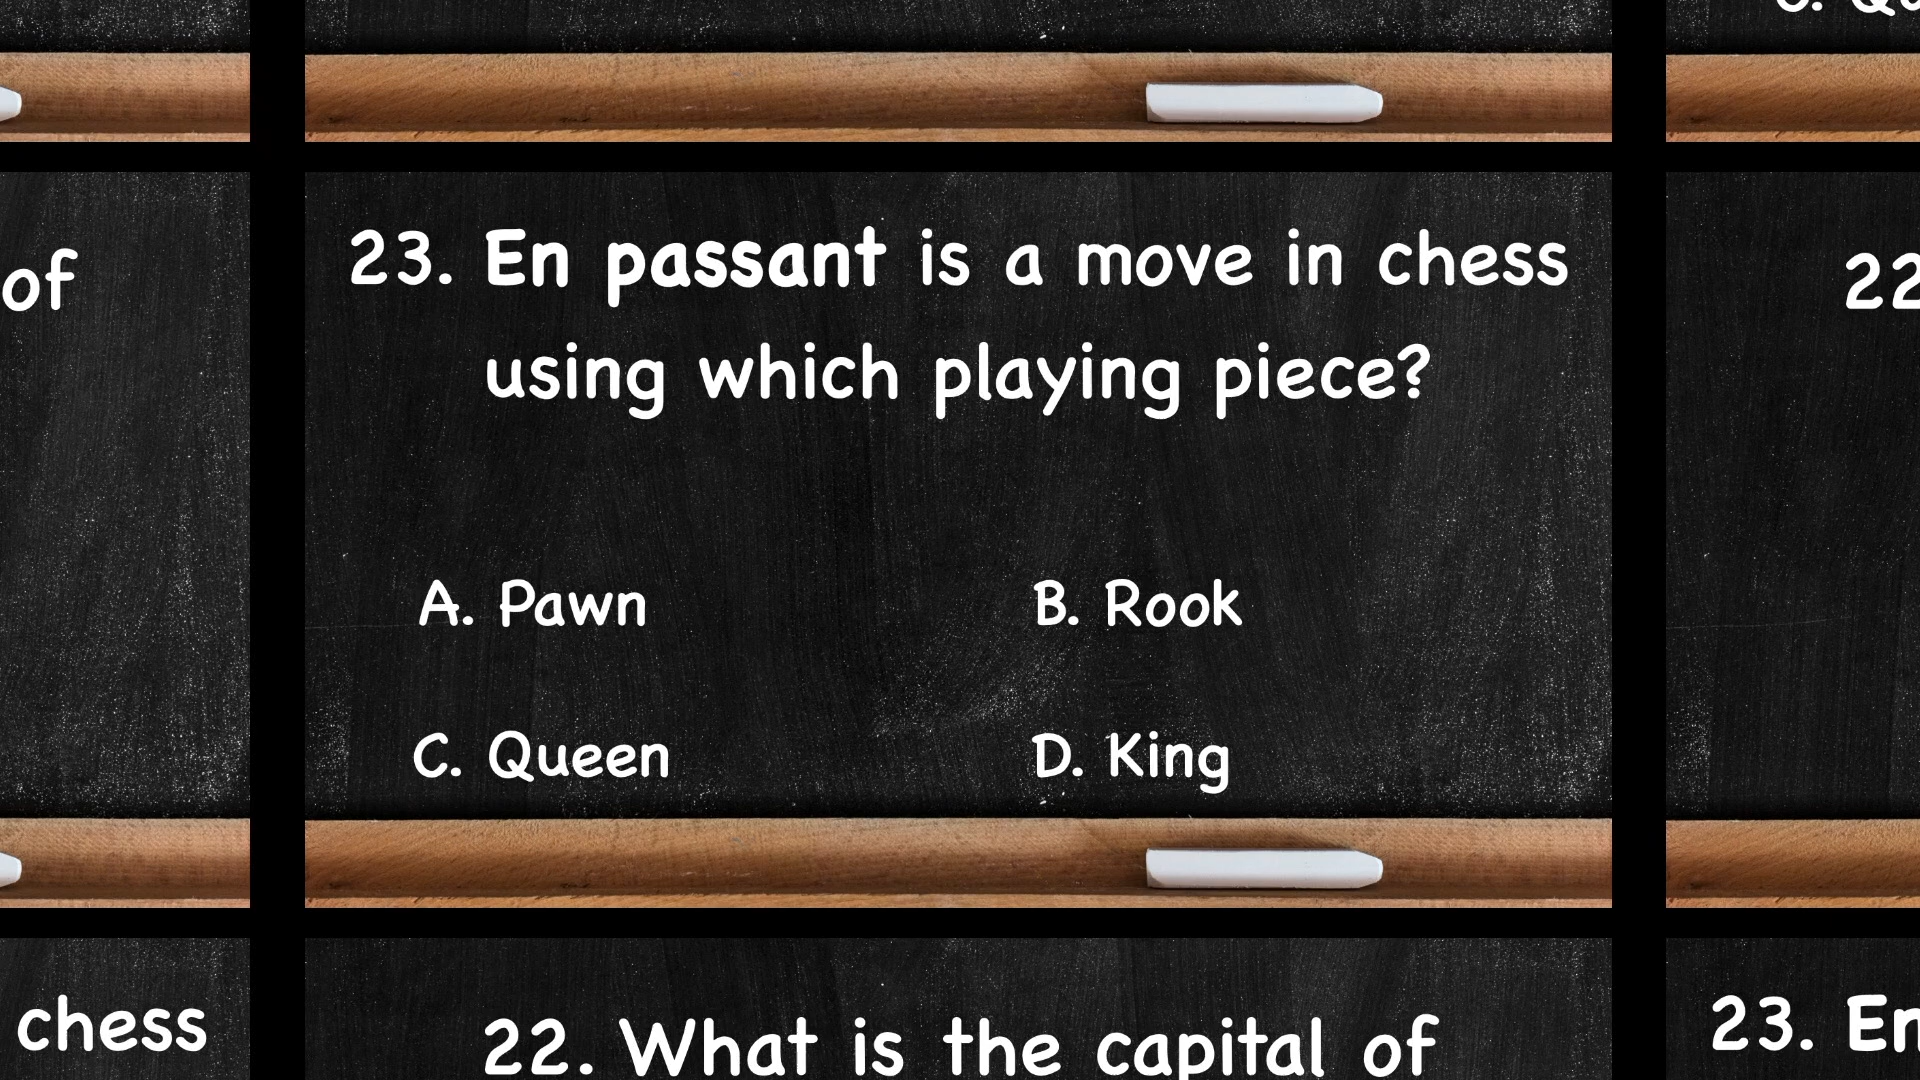 of
23. En passant is a move in chess
using which playing piece?
A. Pawn
B. Rook
C. Queen
D. King
22
chess
22. What is the capital of
23. En